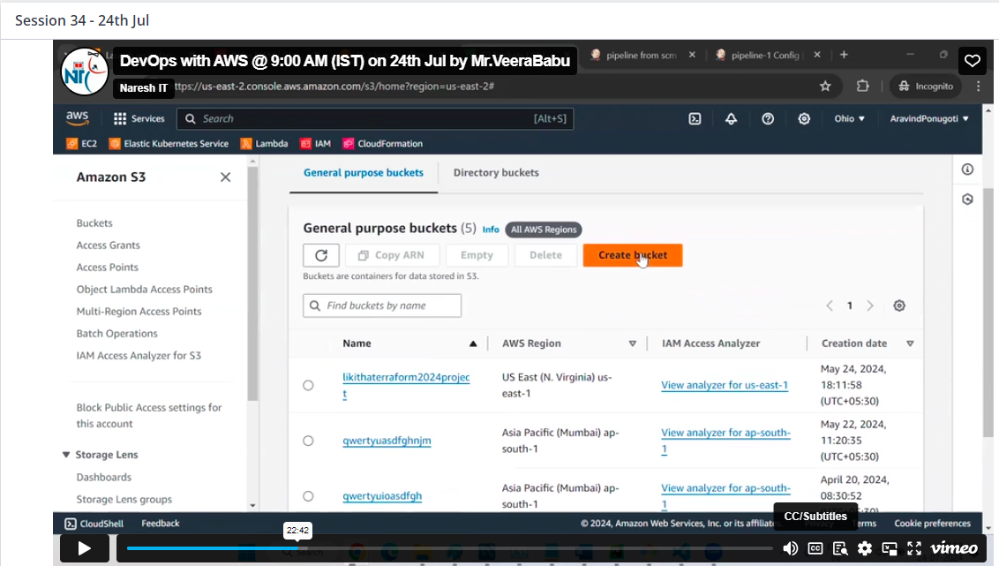 Session 34 - 24th Jul
DevOps with AWS @ 9:00 AM (IST) on 24th Jul by Mr.VeeraBabu
pipeline from scm
pipeline-1 Config
NiT
Naresh IT
ttps://us-east-2.console.aws.amazon.com/s3/home?region=us-east-2#
Incognito
aws
Services
Search
[Alt+S]
Ohio
AravindPonugoti
EC2
Elastic Kubernetes Service
Lambda
IAM
CloudFormation
Amazon S3
Buckets
Access Grants
Access Points
Object Lambda Access Points
Multi-Region Access Points
Batch Operations
IAM Access Analyzer for S3
Block Public Access settings for
this account
Storage Lens
Dashboards
Storage Lens groups
General purpose buckets
Directory buckets
General purpose buckets (5) Info All AWS Regions
Copy ARN
Empty
Delete
Create bucket
Buckets are containers for data stored in S3.
Find buckets by name
1
Name
AWS Region
IAM Access Analyzer
Creation date
likithaterraform2024projec
t
US East (N. Virginia) us-
east-1
View analyzer for us-east-1
May 24, 2024,
18:11:58
(UTC+05:30)
qwertyuasdfghnjm
Asia Pacific (Mumbai) ap-
south-1
View analyzer for ap-south-
1
May 22, 2024,
11:20:35
(UTC+05:30)
qwertyuioasdfgh
Asia Pacific (Mumbai) ap-
south-1
View analyzer for ap-south-
1
April 20, 2024,
08:30:52
CC/Subtitles
CloudShell
Feedback
© 2024, Amazon Web Services, Inc. or its affiliates
Privacy
Terms
Cookie preferences
22:42
Search
CC
vimeo